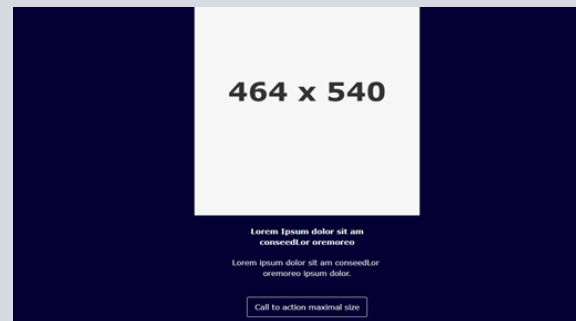 464 x 540
Lorem Ipsum dolor sit am
conseedLor oremoreo
Lorem ipsum dolor sit am conseedLor
oremoreo ipsum dolor.
Call to action maximal size